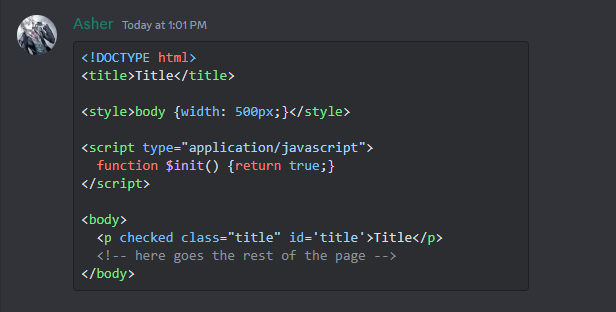 Asher Today at 1:01 PM
<!DOCTYPE html>
<title>Title</title>
<style>body {width: 500px;}</style>
<script type="application/javascript">
function $init() {return true;}
</script>
<body>
<p checked class="title" id='title'>Title</p>
<!-- here goes the rest of the page -->
</body>